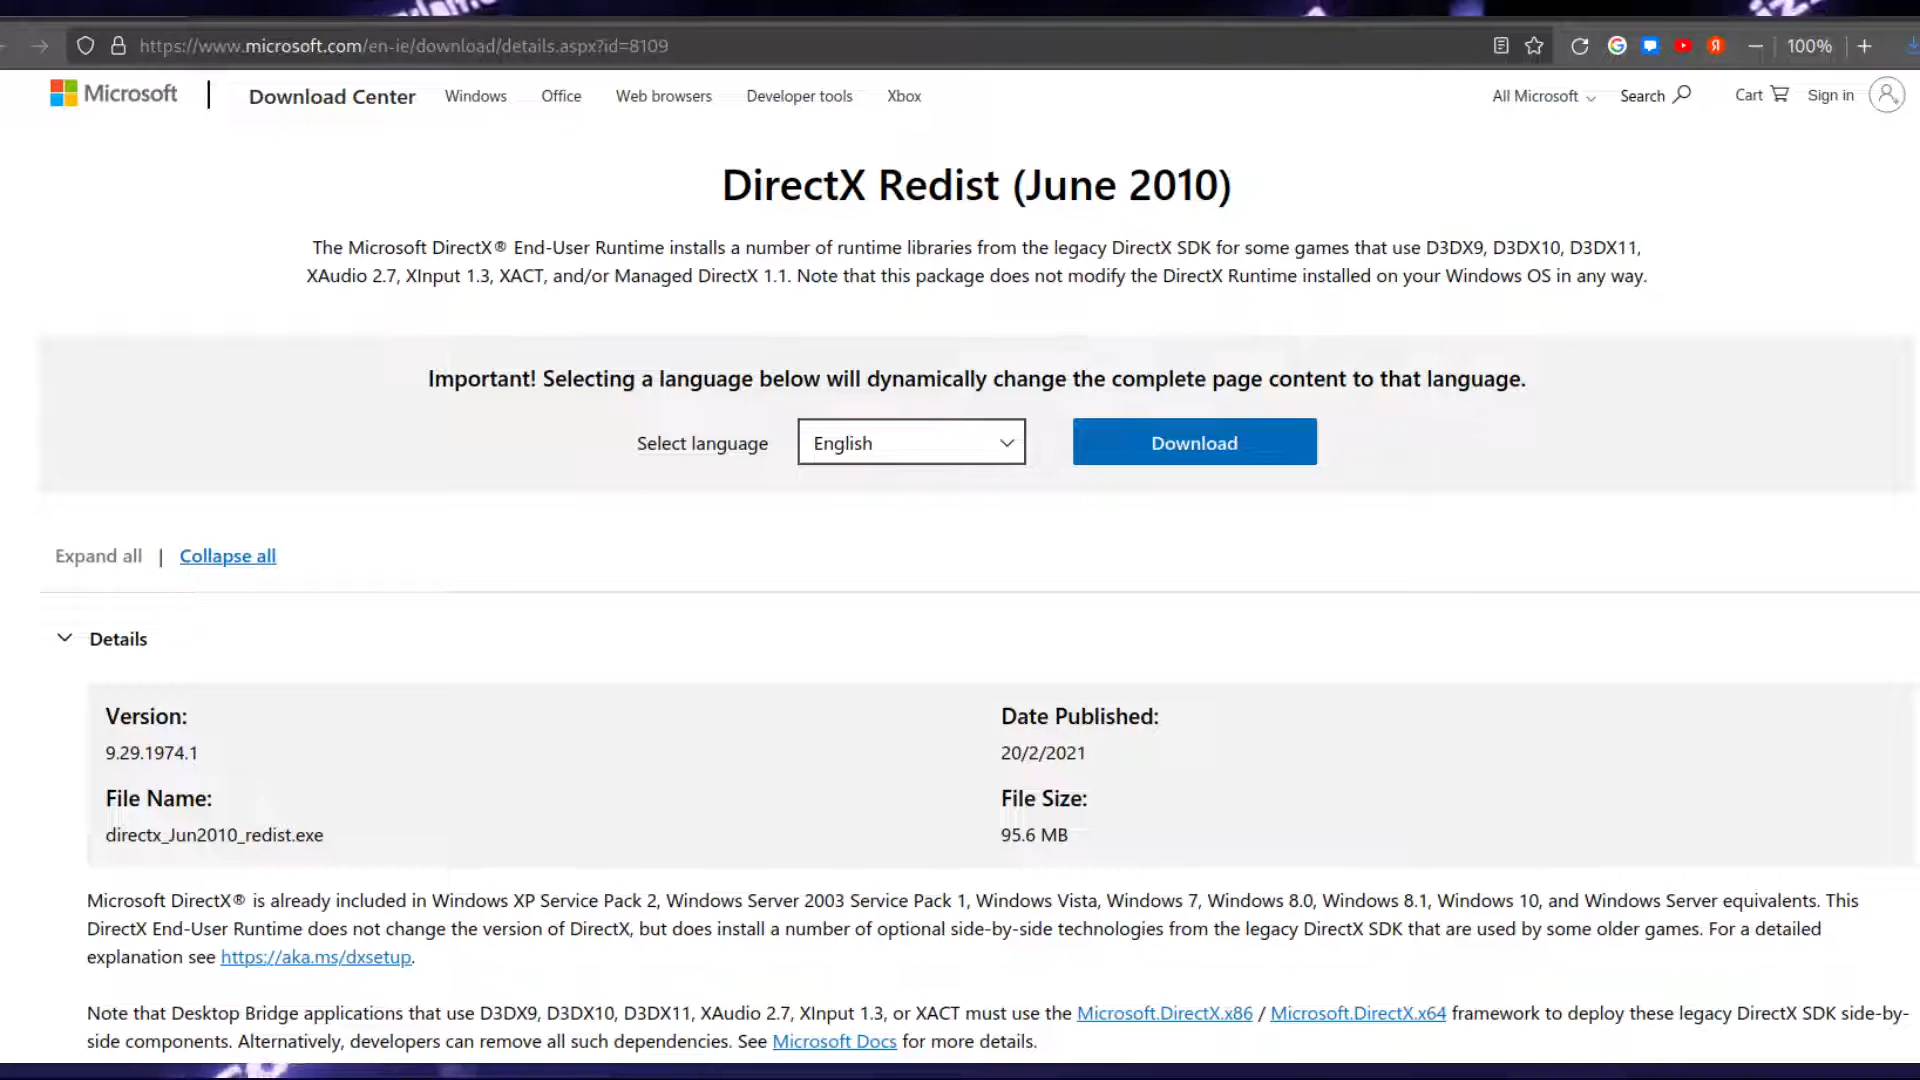 https://www.microsoft.com/en-ie/download/details.aspx?id=8109
100%
Microsoft
Download Center
Windows
Office
Web browsers
Developer tools
Xbox
All Microsoft
Search
Cart
Sign in
DirectX Redist (June 2010)
The Microsoft DirectX® End-User Runtime installs a number of runtime libraries from the legacy DirectX SDK for some games that use D3DX9, D3DX10, D3DX11,
XAudio 2.7, XInput 1.3, XACT, and/or Managed DirectX 1.1. Note that this package does not modify the DirectX Runtime installed on your Windows OS in any way.
Important! Selecting a language below will dynamically change the complete page content to that language.
Select language
English
Download
Expand all | Collapse all
Details
Version:
9.29.1974.1
Date Published:
20/2/2021
File Name:
directx_Jun2010_redist.exe
File Size:
95.6 MB
Microsoft DirectX® is already included in Windows XP Service Pack 2, Windows Server 2003 Service Pack 1, Windows Vista, Windows 7, Windows 8.0, Windows 8.1, Windows 10, and Windows Server equivalents. This
DirectX End-User Runtime does not change the version of DirectX, but does install a number of optional side-by-side technologies from the legacy DirectX SDK that are used by some older games. For a detailed
explanation see https://aka.ms/dxsetup.
Note that Desktop Bridge applications that use D3DX9, D3DX10, D3DX11, XAudio 2.7, XInput 1.3, or XACT must use the Microsoft.DirectX.x86 / Microsoft.DirectX.x64 framework to deploy these legacy DirectX SDK side-by-
side components. Alternatively, developers can remove all such dependencies. See Microsoft Docs for more details.